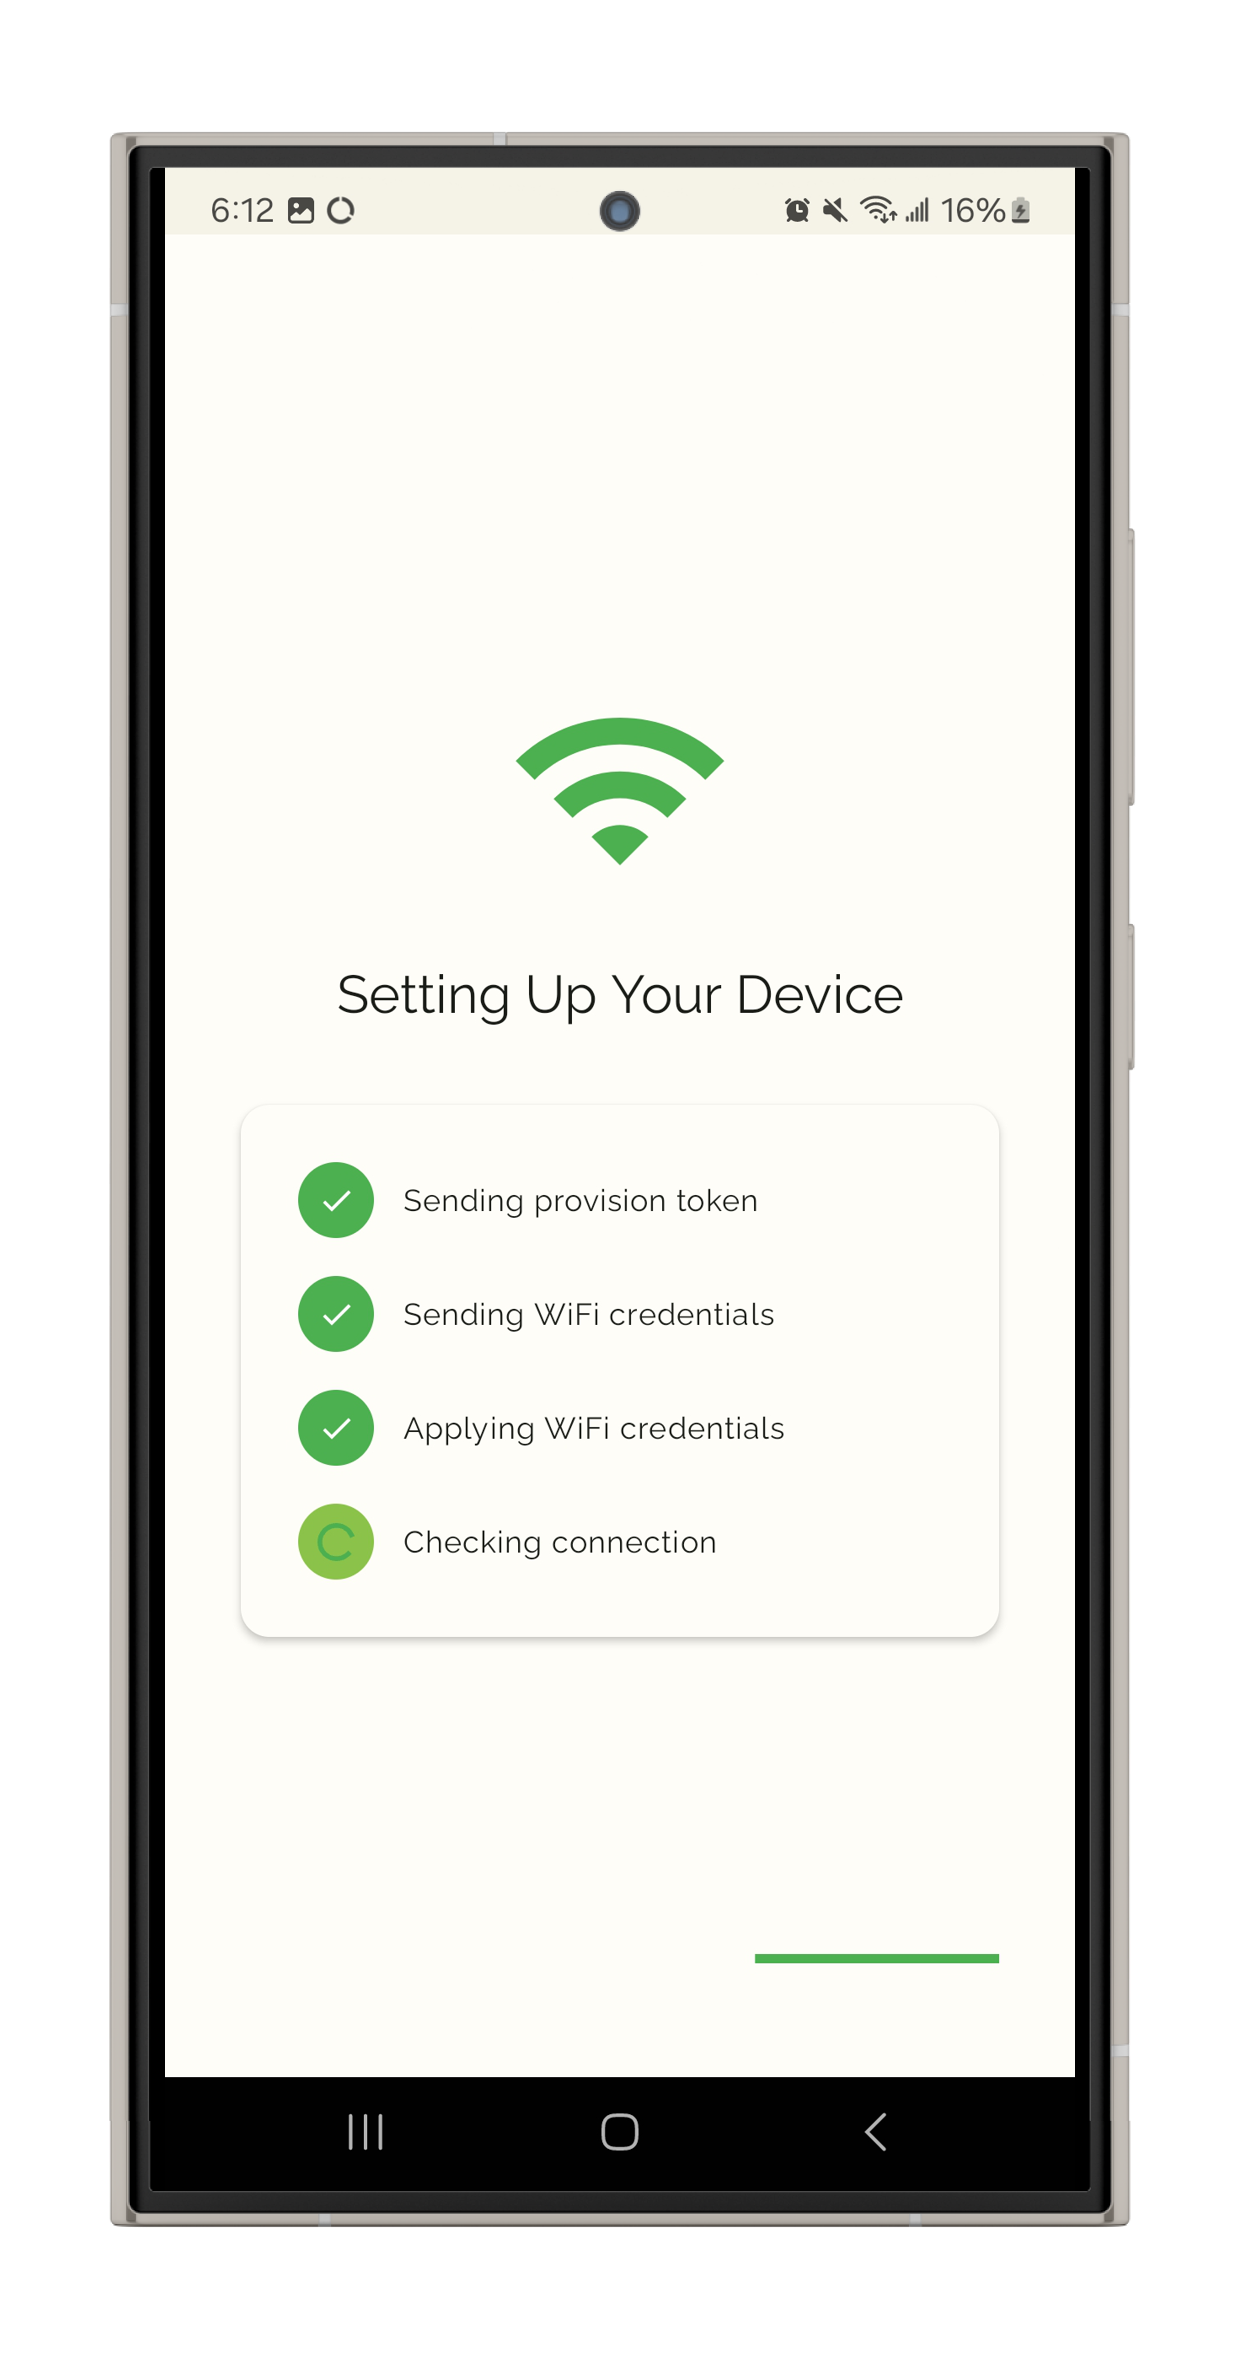 6:12 16%
Setting Up Your Device
Sending provision token
Sending WiFi credentials
Applying WiFi credentials
Checking connection